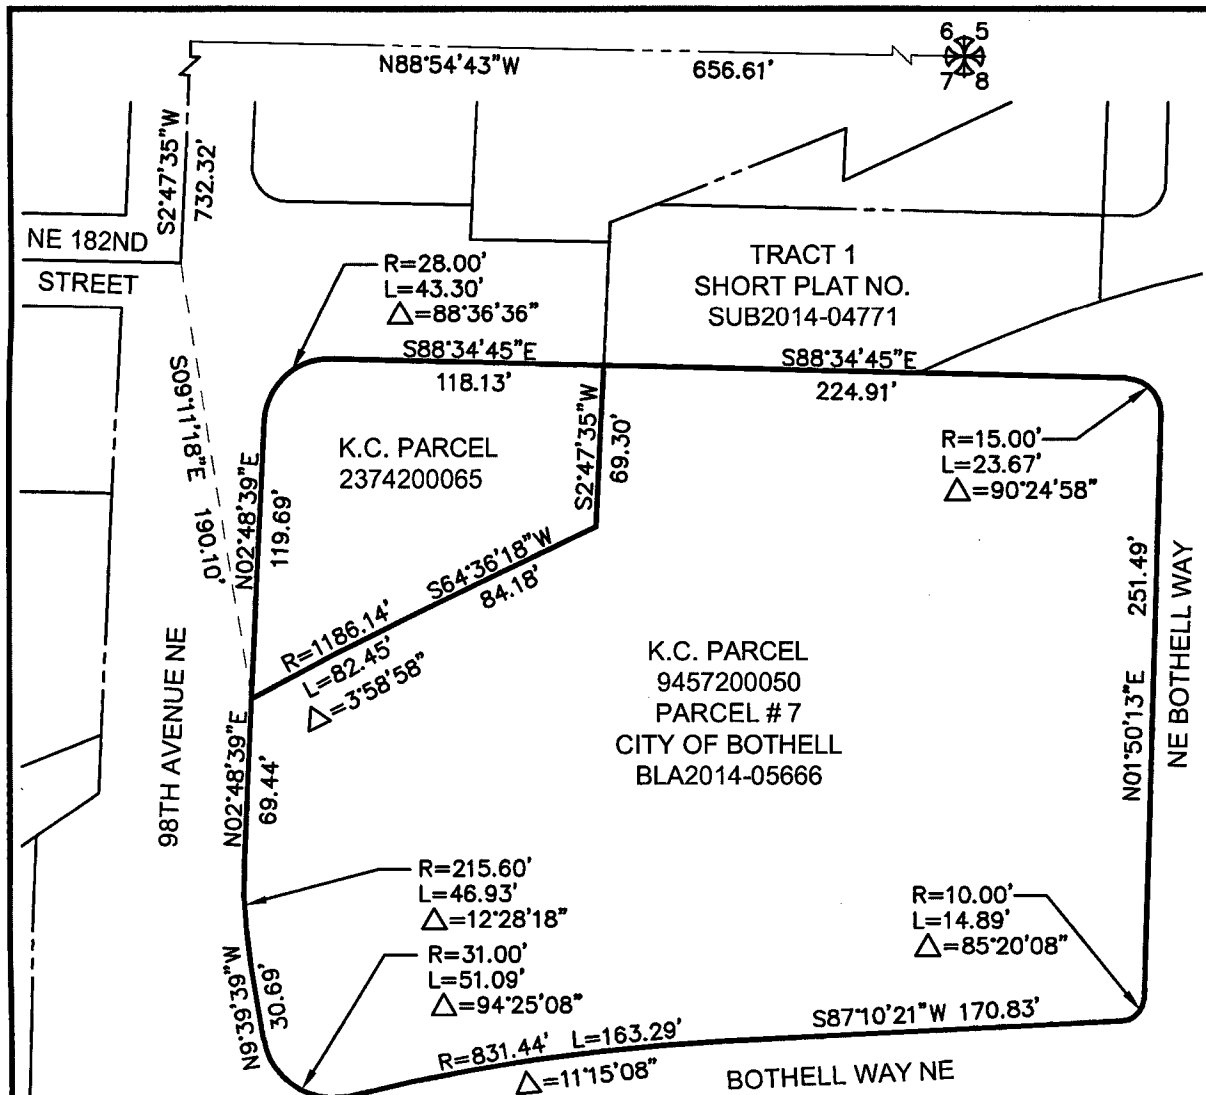 6 5
7 8
N88°54'43"W 656.61'
S2°47'35"W
732.32'
NE 182ND
STREET
R=28.00'
L=43.30'
△=88°36'36"
TRACT 1
SHORT PLAT NO.
SUB2014-04771
S88°34'45"E
118.13'
S88°34'45"E
224.91'
S09°11'18"E 190.10'
K.C. PARCEL
2374200065
S2°47'35"W
69.30'
R=15.00'
L=23.67'
△=90°24'58"
N02°48'39"E
119.69'
S64°36'18"W
84.18'
R=1186.14'
L=82.45'
△=3°58'58"
251.49'
N01°50'13"E
NE BOTHELL WAY
K.C. PARCEL
9457200050
PARCEL # 7
CITY OF BOTHELL
BLA2014-05666
98TH AVENUE NE
N02°48'39"E
69.44'
R=215.60'
L=46.93'
△=12°28'18"
R=31.00'
L=51.09'
△=94°25'08"
R=10.00'
L=14.89'
△=85°20'08"
N9°39'39"W
30.69'
S87°10'21"W 170.83'
R=831.44' L=163.29'
△=11°15'08"
BOTHELL WAY NE